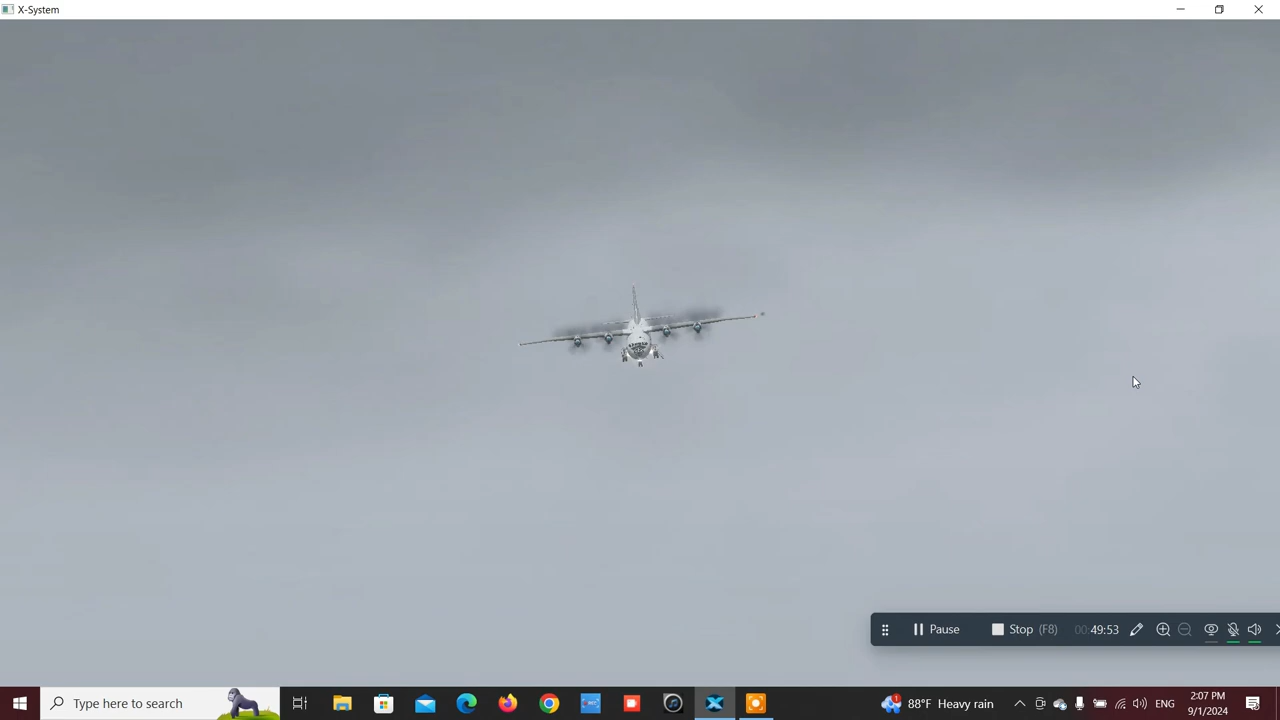 X-System
Pause
Stop (F8)
00:49:53
Type here to search
1
88°F Heavy rain
ENG
2:07 PM
9/1/2024